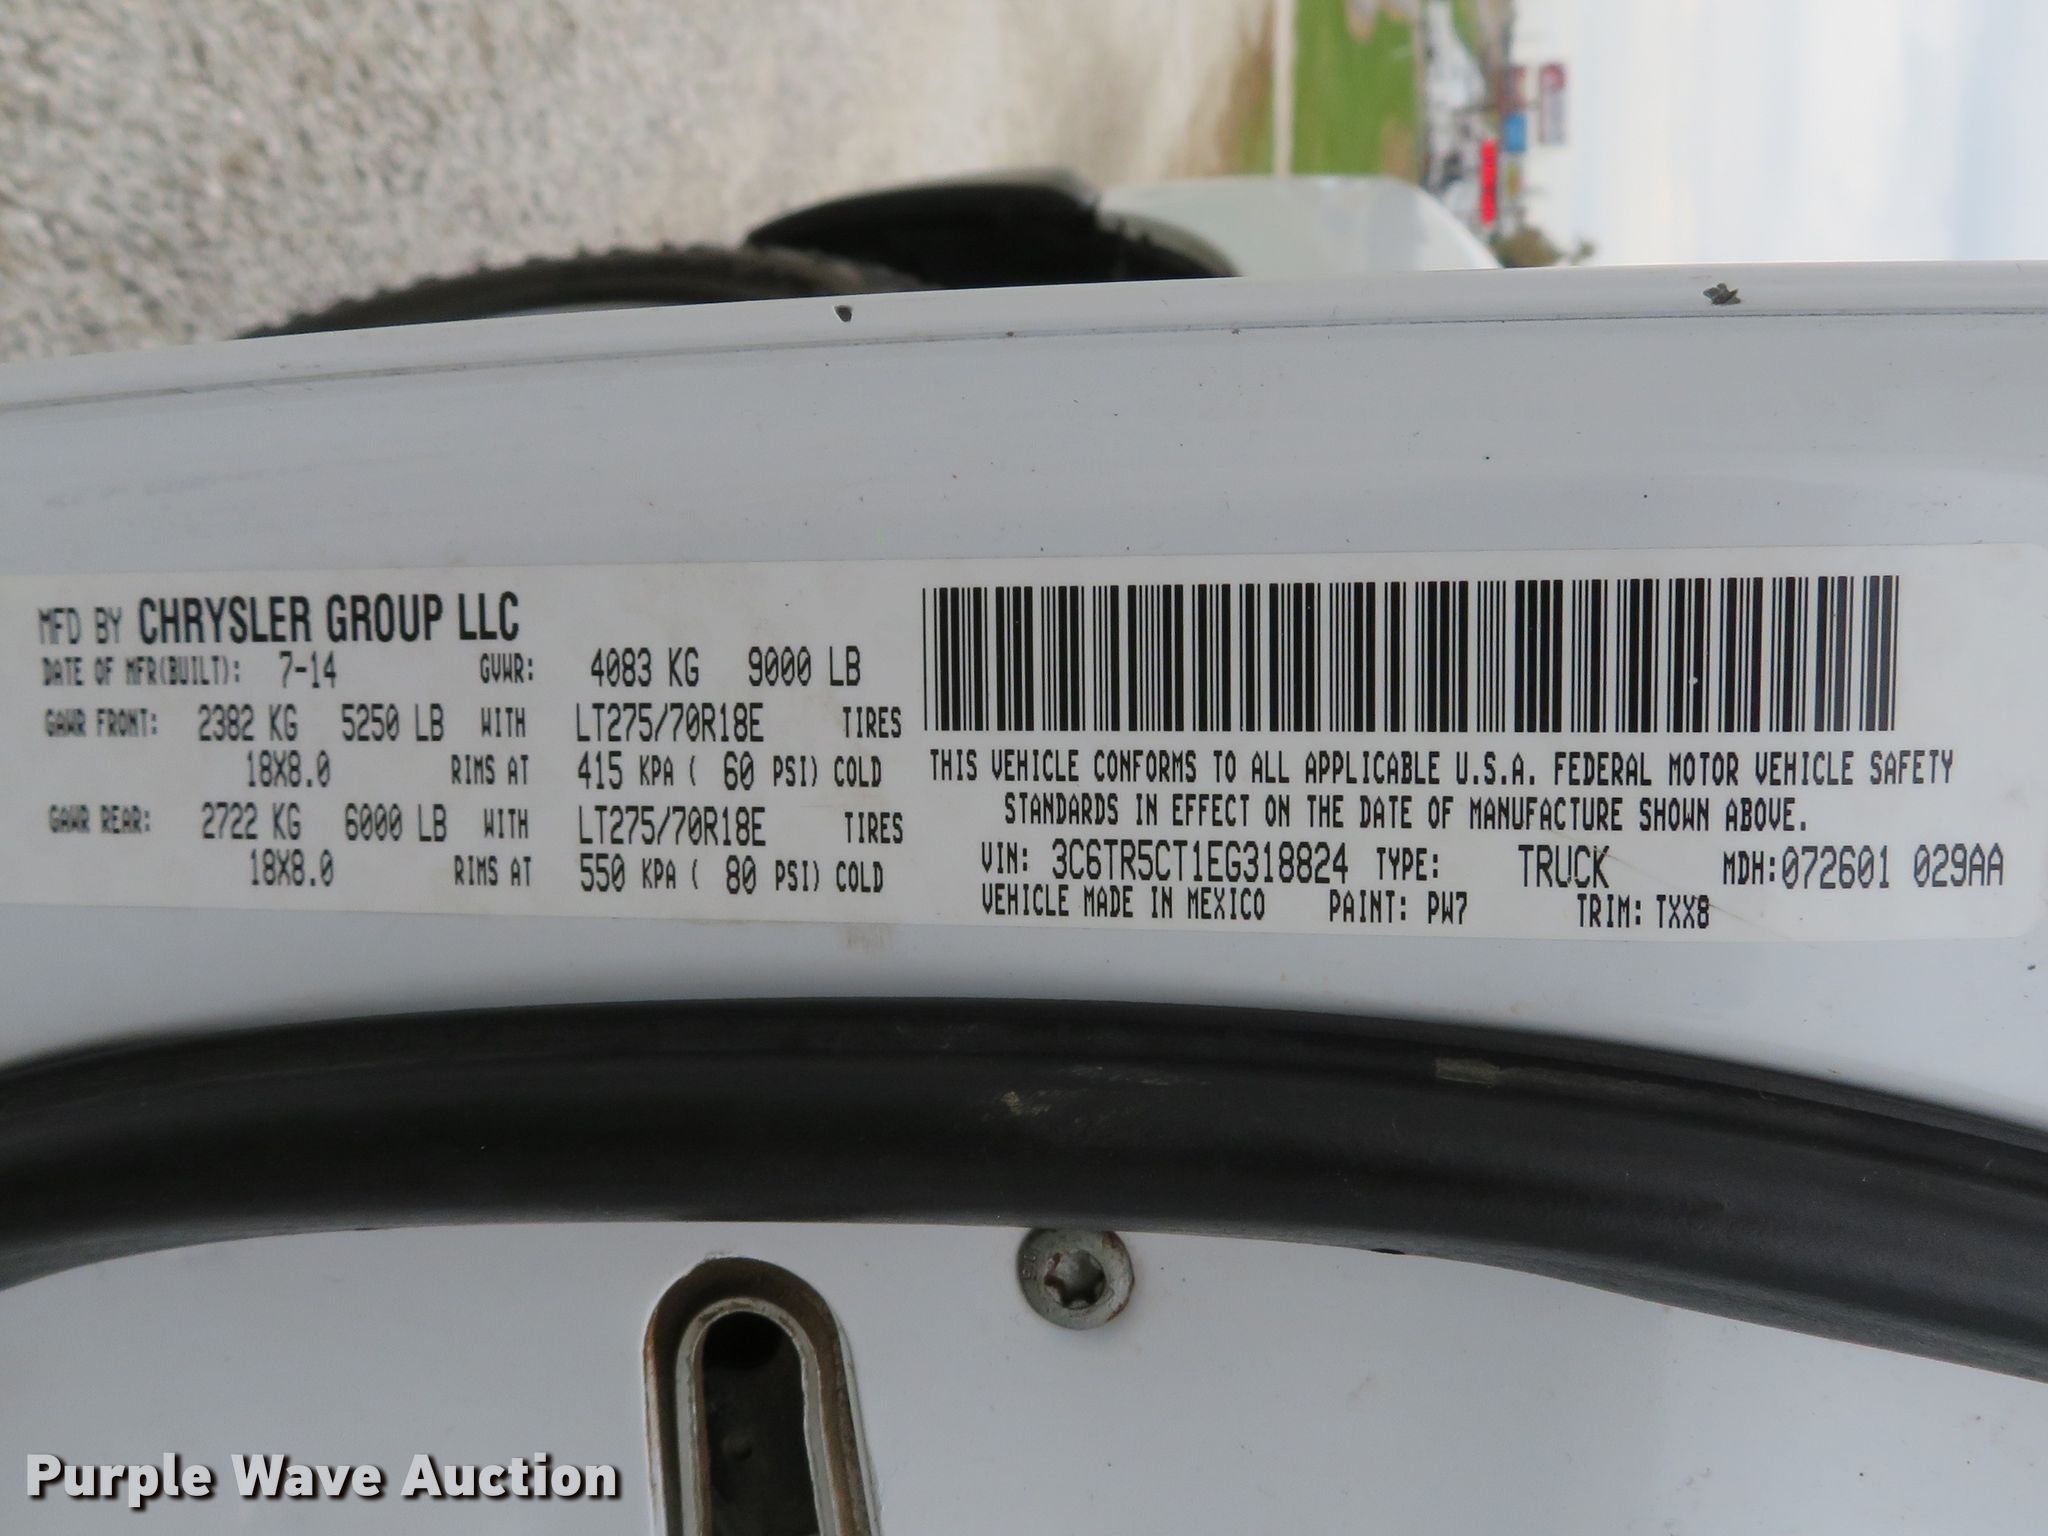 MFD BY CHRYSLER GROUP LLC
DATE OF MFR(BUILT): 7-14 GVWR: 4083 KG 9000 LB
GAWR FRONT: 2382 KG 5250 LB WITH LT275/70R18E TIRES
18X8.0 RIMS AT 415 KPA ( 60 PSI) COLD
GAWR REAR: 2722 KG 6000 LB WITH LT275/70R18E TIRES
18X8.0 RIMS AT 550 KPA ( 80 PSI) COLD
THIS VEHICLE CONFORMS TO ALL APPLICABLE U.S.A. FEDERAL MOTOR VEHICLE SAFETY
STANDARDS IN EFFECT ON THE DATE OF MANUFACTURE SHOWN ABOVE.
VIN: 3C6TR5CT1EG318824 TYPE: TRUCK MDH:072601 029AA
VEHICLE MADE IN MEXICO PAINT: PW7 TRIM: TXX8
Purple Wave Auction